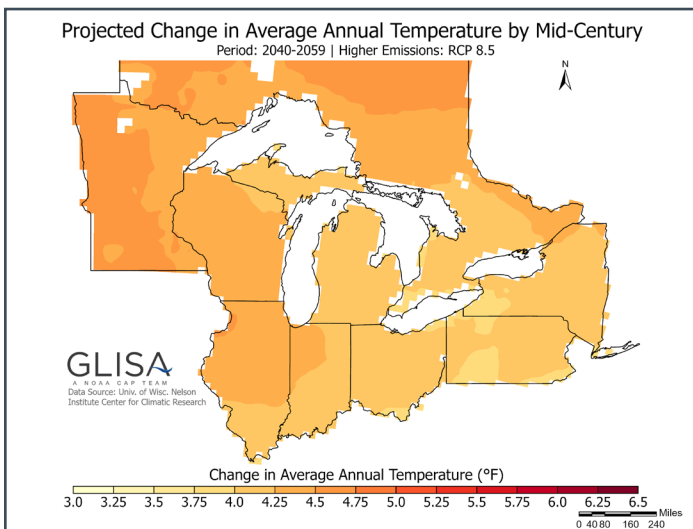 Projected Change in Average Annual Temperature by Mid-Century
Period: 2040-2059 | Higher Emissions: RCP 8.5
N
GLISA
A NOAA CAP TEAM
Data Source: Univ. of Wisc. Nelson
Institute Center for Climatic Research
Change in Average Annual Temperature (°F)
3.0 3.25 3.5 3.75 4.0 4.25 4.5 4.75 5.0 5.25 5.5 5.75 6.0 6.25 6.5
Miles
0 40 80 160 240